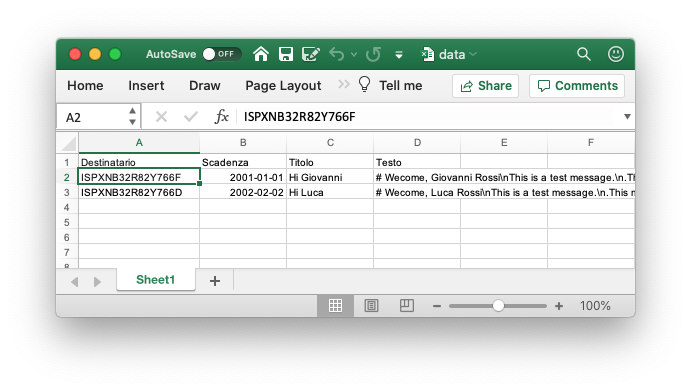 AutoSave OFF data
Home Insert Draw Page Layout Tell me Share Comments
A2 fx ISPXNB32R82Y766F
A B C D E F
1 Destinatario Scadenza Titolo Testo
2 ISPXNB32R82Y766F 2001-01-01 Hi Giovanni # Wecome, Giovanni Rossi\nThis is a test message.\n.Th
3 ISPXNB32R82Y766D 2002-02-02 Hi Luca # Wecome, Luca Rossi\nThis is a test message.\n.This n
4
5
6
7
8
Sheet1 +
− + 100%